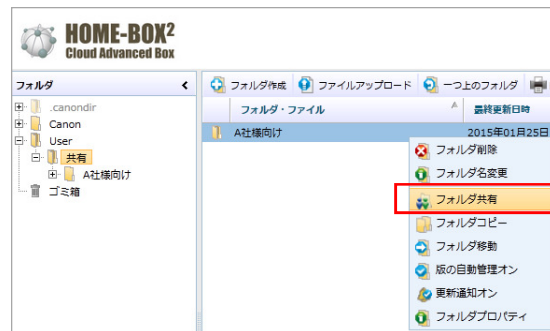 HOME-BOX²
Cloud Advanced Box
フォルダ
フォルダ作成 ファイルアップロード 一つ上のフォルダ
.canondir
Canon
User
共有
A社様向け
ゴミ箱
フォルダ・ファイル 最終更新日時
A社様向け 2015年01月25日
フォルダ削除
フォルダ名変更
フォルダ共有
フォルダコピー
フォルダ移動
版の自動管理オン
更新通知オン
フォルダプロパティ